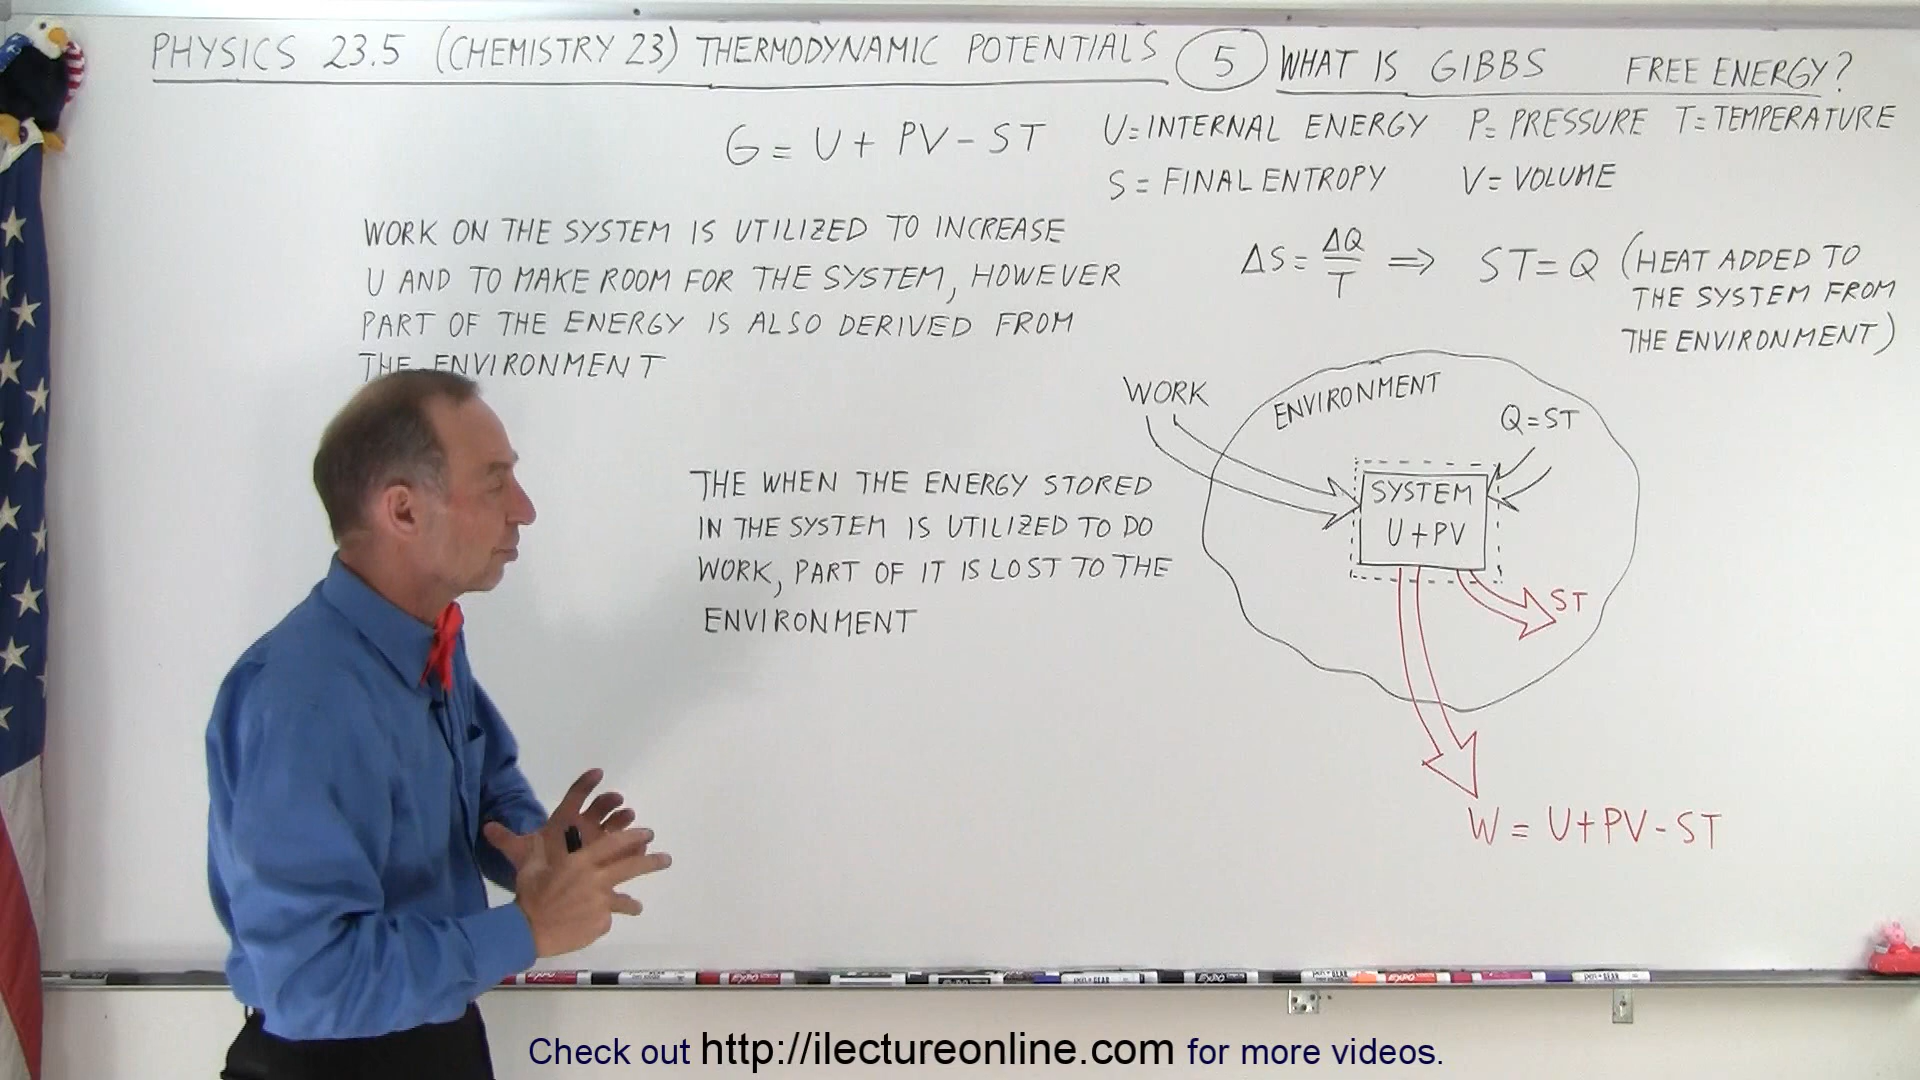 PHYSICS 23.5 (CHEMISTRY 23) THERMODYNAMIC POTENTIALS 5 WHAT IS GIBBS FREE ENERGY?
G = U + PV - ST
U = INTERNAL ENERGY P = PRESSURE T = TEMPERATURE
S = FINAL ENTROPY V = VOLUME
WORK ON THE SYSTEM IS UTILIZED TO INCREASE
U AND TO MAKE ROOM FOR THE SYSTEM, HOWEVER
PART OF THE ENERGY IS ALSO DERIVED FROM
THE ENVIRONMENT
ΔS = ΔQ/T ⟹ ST = Q (HEAT ADDED TO
THE SYSTEM FROM
THE ENVIRONMENT)
WORK
ENVIRONMENT
Q = ST
SYSTEM
U + PV
ST
THE WHEN THE ENERGY STORED
IN THE SYSTEM IS UTILIZED TO DO
WORK, PART OF IT IS LOST TO THE
ENVIRONMENT
W = U + PV - ST
EXPO
EXPO
EXPO
EXPO
Check out http://ilectureonline.com for more videos.